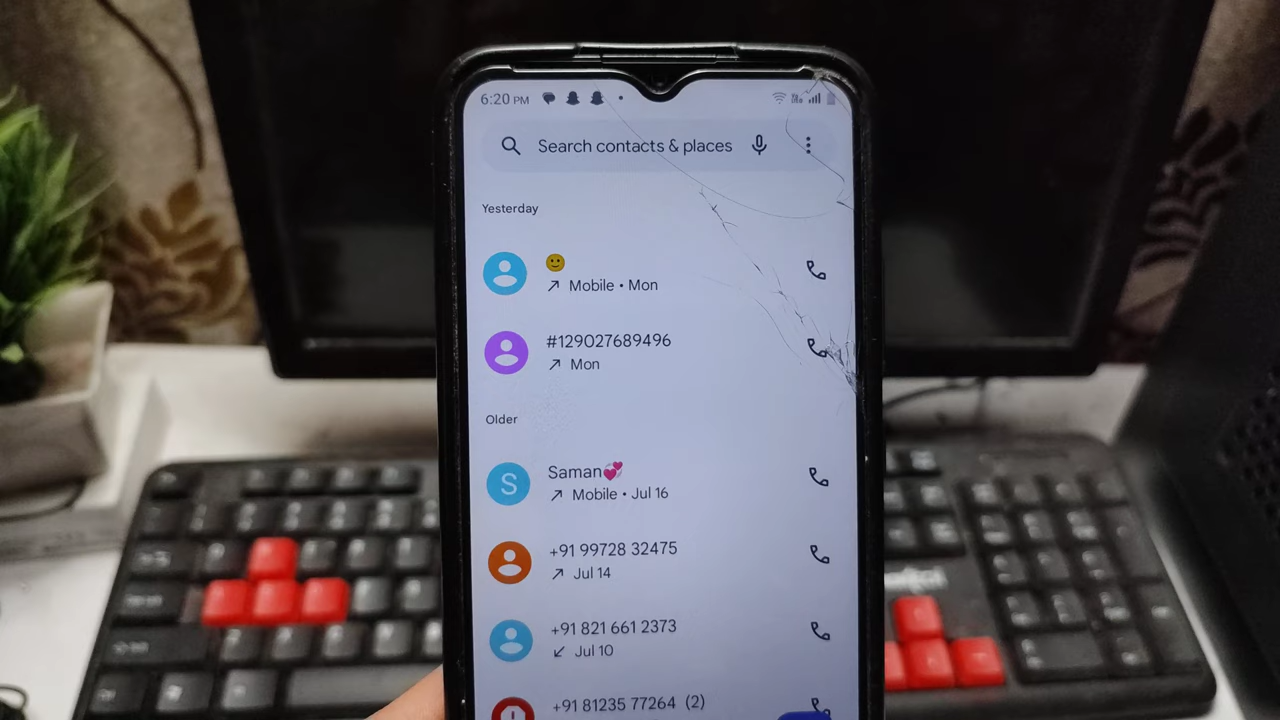 6:20 PM
Search contacts & places
Yesterday
🙂
Mobile • Mon
#129027689496
Mon
Older
Saman💞
S
Mobile • Jul 16
+91 99728 32475
Jul 14
+91 821 661 2373
Jul 10
+91 81235 77264 (2)